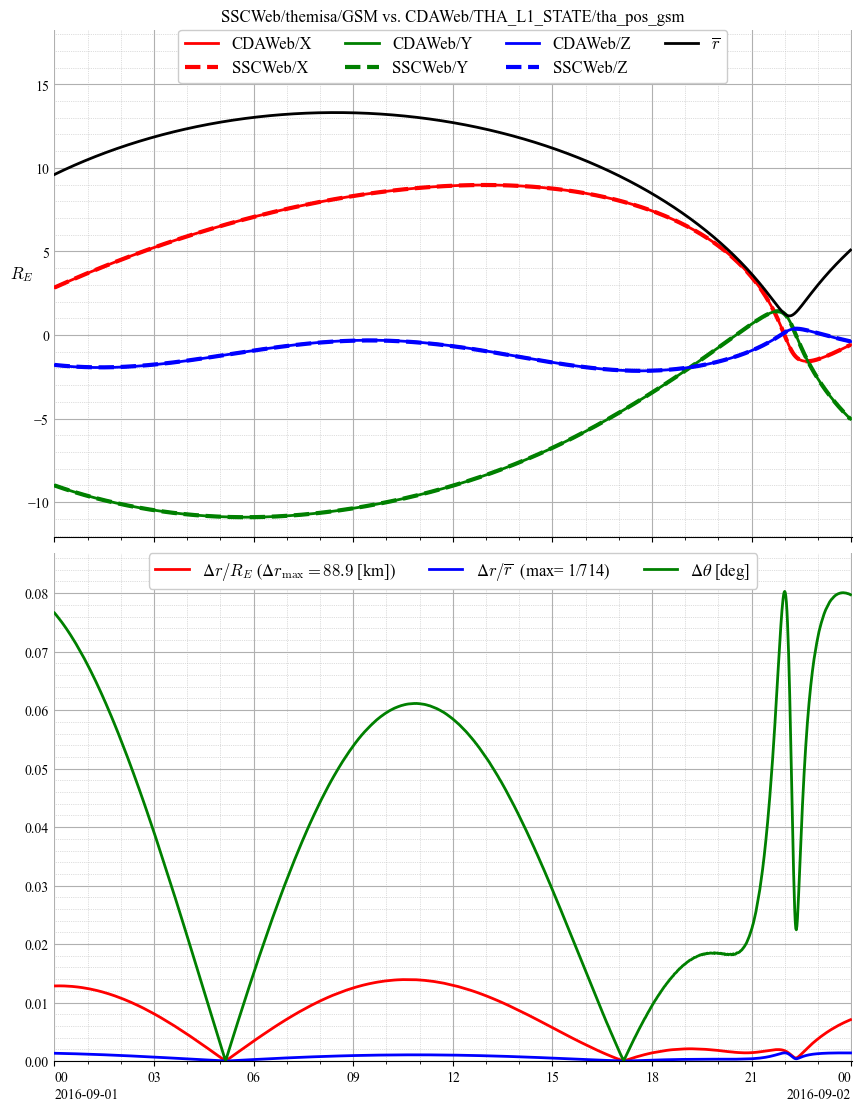 SSCWeb/themisa/GSM vs. CDAWeb/THA_L1_STATE/tha_pos_gsm
CDAWeb/X CDAWeb/Y CDAWeb/Z r̅
SSCWeb/X SSCWeb/Y SSCWeb/Z
15
10
5
R_E
0
−5
−10
Δr/R_E (Δr_max = 88.9 [km]) Δr/r̅ (max= 1/714) Δθ [deg]
0.08
0.07
0.06
0.05
0.04
0.03
0.02
0.01
0.00
00 03 06 09 12 15 18 21 00
2016-09-01 2016-09-02